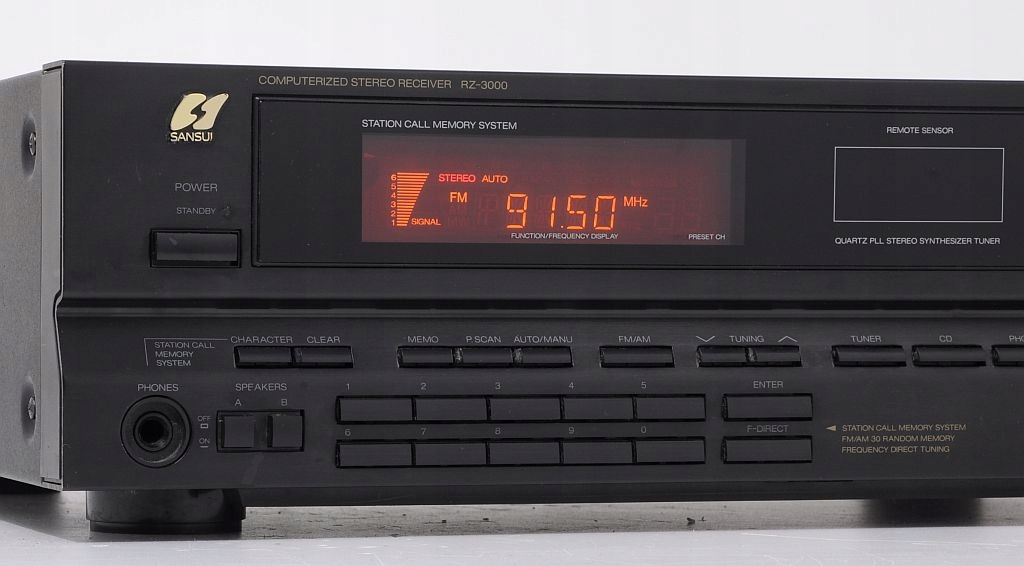 COMPUTERIZED STEREO RECEIVER RZ-3000
SANSUI
STATION CALL MEMORY SYSTEM
REMOTE SENSOR
POWER
STANDBY
6
5
4
3
2
1
SIGNAL
STEREO AUTO
FM 91.50 MHz
FUNCTION/FREQUENCY DISPLAY
PRESET CH
QUARTZ PLL STEREO SYNTHESIZER TUNER
STATION CALL
MEMORY
SYSTEM
CHARACTER CLEAR
MEMO P.SCAN AUTO/MANU
FM/AM
TUNING
TUNER
CD
PHO
PHONES
SPEAKERS
A B
OFF
ON
1 2 3 4 5
ENTER
6 7 8 9 0
F-DIRECT
STATION CALL MEMORY SYSTEM
FM/AM 30 RANDOM MEMORY
FREQUENCY DIRECT TUNING